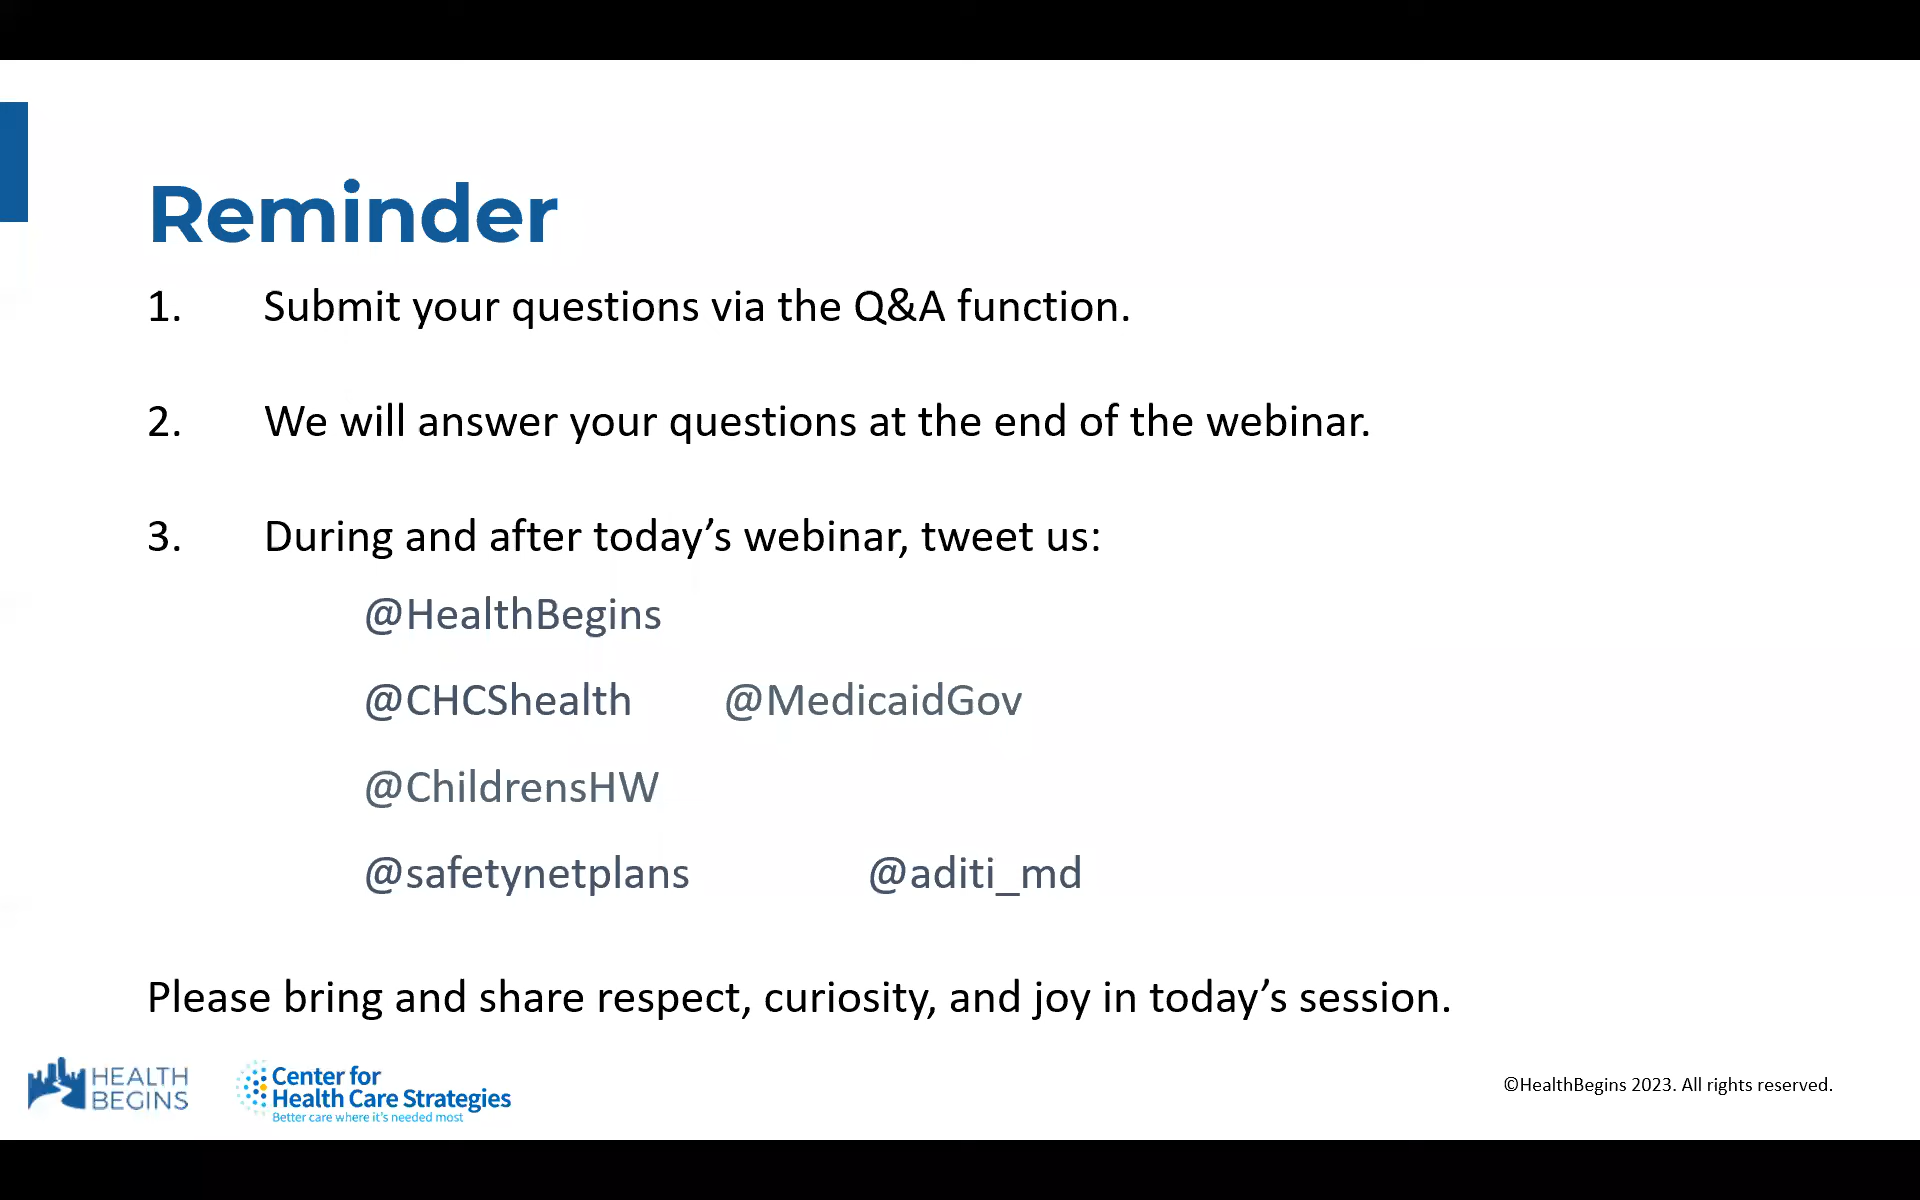 Reminder
1. Submit your questions via the Q&A function.
2. We will answer your questions at the end of the webinar.
3. During and after today’s webinar, tweet us:
@HealthBegins
@CHCShealth @MedicaidGov
@ChildrensHW
@safetynetplans @aditi_md
Please bring and share respect, curiosity, and joy in today’s session.
HEALTH
BEGINS
Center for
Health Care Strategies
Better care where it's needed most
©HealthBegins 2023. All rights reserved.